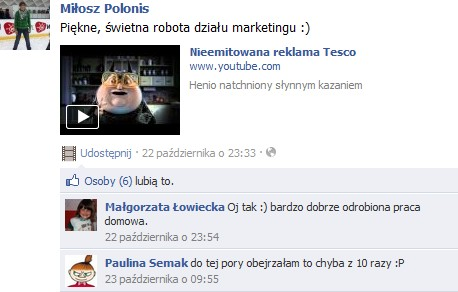 Miłosz Polonis
Piękne, świetna robota działu marketingu :)
Nieemitowana reklama Tesco
www.youtube.com
Henio natchniony słynnym kazaniem
Udostępnij · 22 października o 23:33 ·
Osoby (6) lubią to.
Małgorzata Łowiecka Oj tak :) bardzo dobrze odrobiona praca
domowa.
22 października o 23:54
Paulina Semak do tej pory obejrzałam to chyba z 10 razy :P
23 października o 09:55